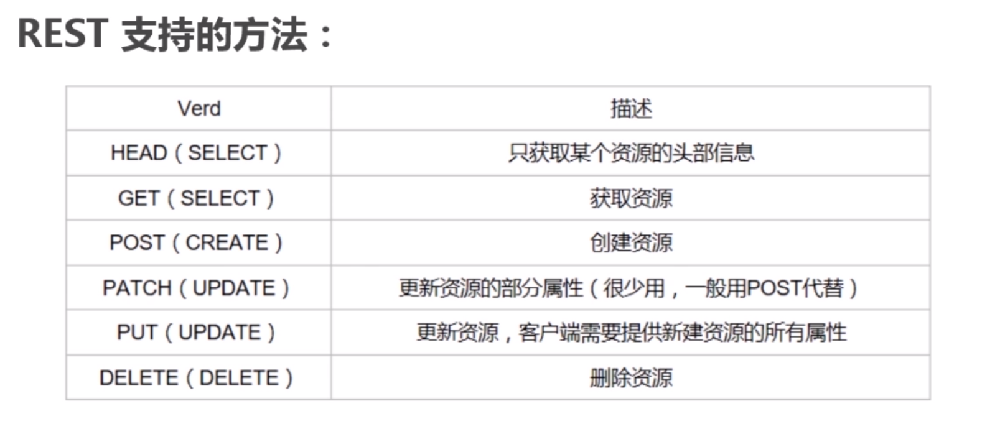 REST 支持的方法：
Verd 描述
HEAD（SELECT） 只获取某个资源的头部信息
GET（SELECT） 获取资源
POST（CREATE） 创建资源
PATCH（UPDATE） 更新资源的部分属性（很少用，一般用POST代替）
PUT（UPDATE） 更新资源，客户端需要提供新建资源的所有属性
DELETE（DELETE） 删除资源